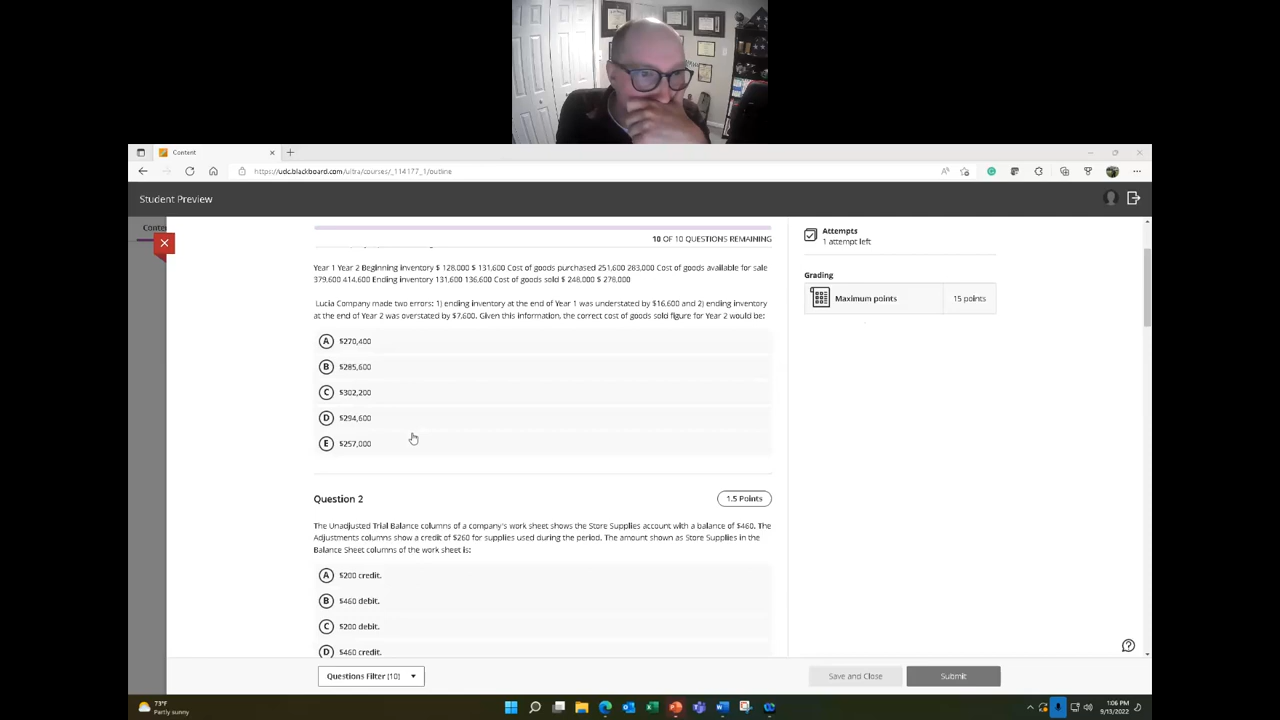 Content
https://udc.blackboard.com/ultra/courses/_114177_1/outline
Student Preview
Conte
10 OF 10 QUESTIONS REMAINING
Attempts
1 attempt left
Grading
Maximum points
15 points
Year 1 Year 2 Beginning inventory $ 128,000 $ 131,600 Cost of goods purchased 251,600 283,000 Cost of goods available for sale
379,600 414,600 Ending inventory 131,600 136,600 Cost of goods sold $ 248,000 $ 278,000
Lucia Company made two errors: 1) ending inventory at the end of Year 1 was understated by $16,600 and 2) ending inventory
at the end of Year 2 was overstated by $7,600. Given this information, the correct cost of goods sold figure for Year 2 would be:
A $270,400
B $285,600
C $302,200
D $294,600
E $257,000
Question 2
1.5 Points
The Unadjusted Trial Balance columns of a company's work sheet shows the Store Supplies account with a balance of $460. The
Adjustments columns show a credit of $260 for supplies used during the period. The amount shown as Store Supplies in the
Balance Sheet columns of the work sheet is:
A $200 credit.
B $460 debit.
C $200 debit.
D $460 credit.
Questions Filter (10)
Save and Close
Submit
73°F
Partly sunny
1:06 PM
9/13/2022